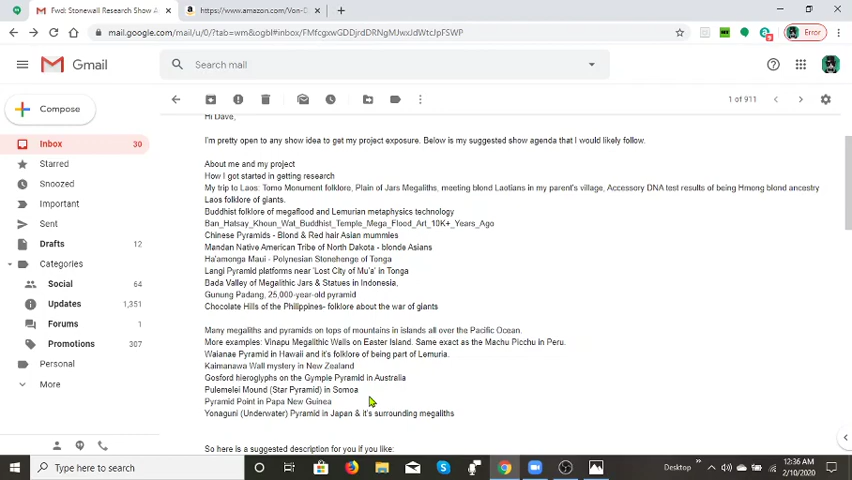 Fwd: Stonewall Research Show A
https://www.amazon.com/Von-D
mail.google.com/mail/u/0/?tab=wm&ogbl#inbox/FMfcgxwGDDjrdDRNgMJwxJdWtcJpFSWP
Error
Gmail
Search mail
Compose
1 of 911
Inbox 30
Starred
Snoozed
Important
Sent
Drafts 12
Categories
Social 64
Updates 1,351
Forums 1
Promotions 307
Personal
More
Hi Dave,
I'm pretty open to any show idea to get my project exposure. Below is my suggested show agenda that I would likely follow.
About me and my project
How I got started in getting research
My trip to Laos: Tomo Monument folklore, Plain of Jars Megaliths, meeting blond Laotians in my parent's village, Accessory DNA test results of being Hmong blond ancestry
Laos folklore of giants.
Buddhist folklore of megaflood and Lemurian metaphysics technology
Ban_Hatsay_Khoun_Wat_Buddhist_Temple_Mega_Flood_Art_10K+_Years_Ago
Chinese Pyramids - Blond & Red hair Asian mummies
Mandan Native American Tribe of North Dakota - blonde Asians
Ha'amonga Maui - Polynesian Stonehenge of Tonga
Langi Pyramid platforms near 'Lost City of Mu'a' in Tonga
Bada Valley of Megalithic Jars & Statues in Indonesia.
Gunung Padang, 25,000-year-old pyramid
Chocolate Hills of the Philippines- folklore about the war of giants
Many megaliths and pyramids on tops of mountains in islands all over the Pacific Ocean.
More examples: Vinapu Megalithic Walls on Easter Island. Same exact as the Machu Picchu in Peru.
Waianae Pyramid in Hawaii and it's folklore of being part of Lemuria.
Kaimanawa Wall mystery in New Zealand
Gosford hieroglyphs on the Gympie Pyramid in Australia
Pulemelei Mound (Star Pyramid) in Somoa
Pyramid Point in Papa New Guinea
Yonaguni (Underwater) Pyramid in Japan & it's surrounding megaliths
So here is a suggested description for you if you like:
Type here to search
Desktop
12:36 AM
2/10/2020